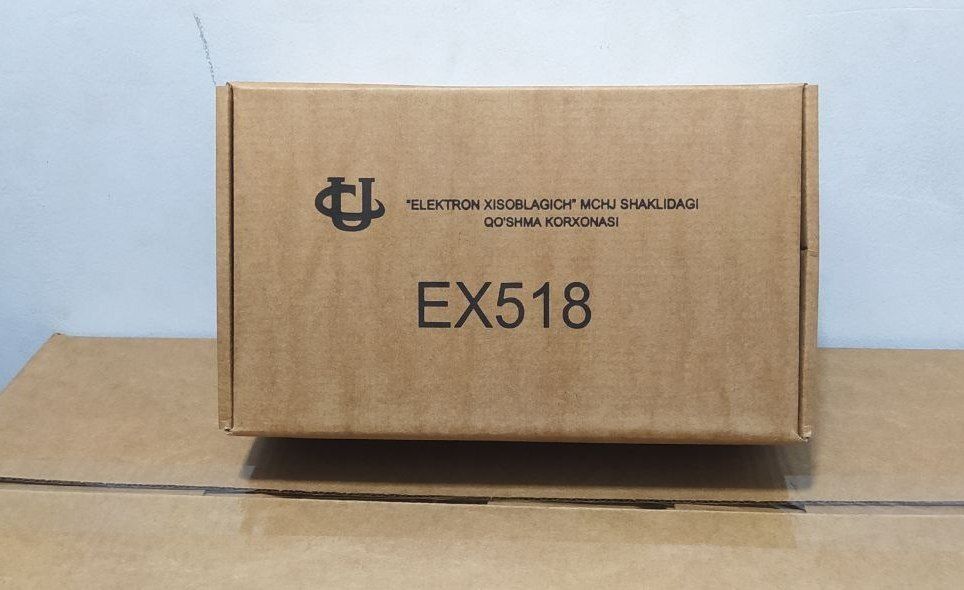 "ELEKTRON XISOBLAGICH" MCHJ SHAKLIDAGI
QO'SHMA KORXONASI
EX518